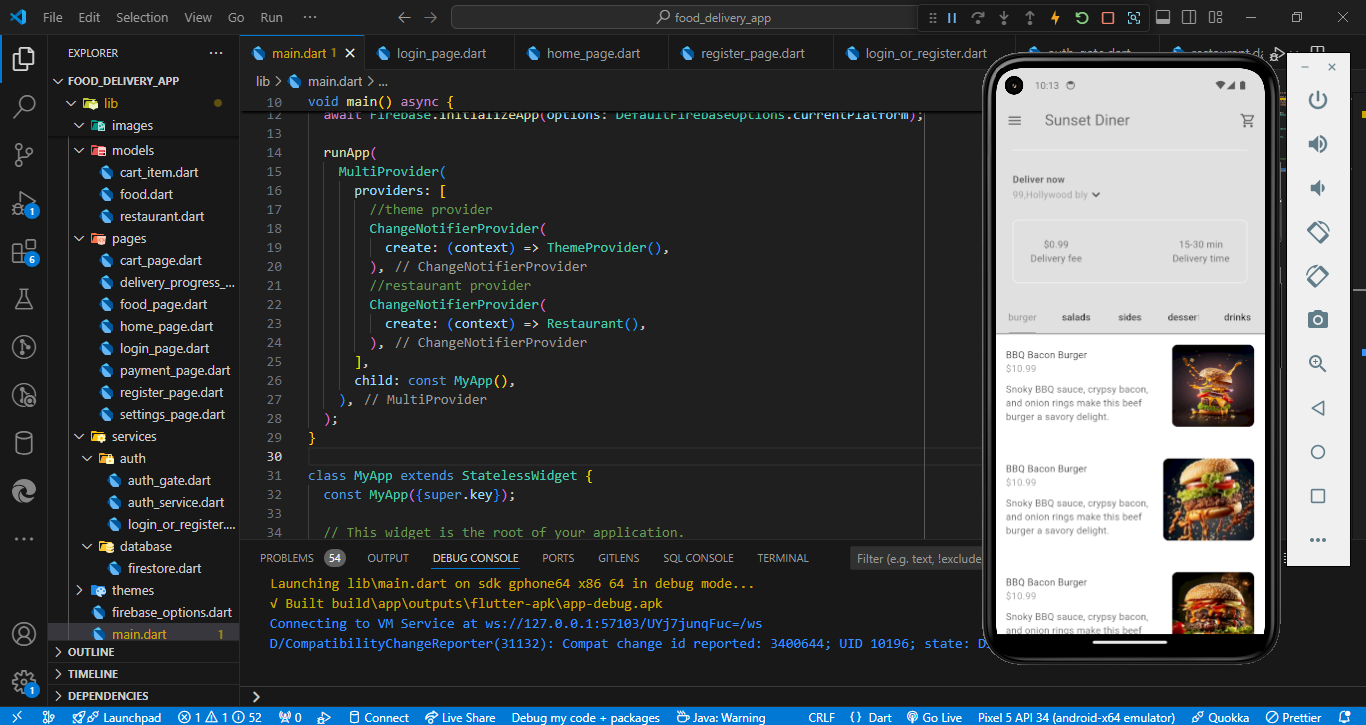 File Edit Selection View Go Run ··· food_delivery_app
EXPLORER ···
FOOD_DELIVERY_APP
lib
images
models
cart_item.dart
food.dart
restaurant.dart
pages
cart_page.dart
delivery_progress_...
food_page.dart
home_page.dart
login_page.dart
payment_page.dart
register_page.dart
settings_page.dart
services
auth
auth_gate.dart
auth_service.dart
login_or_register....
database
firestore.dart
themes
firebase_options.dart
main.dart 1
OUTLINE
TIMELINE
DEPENDENCIES
1
6
1
main.dart 1 login_page.dart home_page.dart register_page.dart login_or_register.dart
lib > main.dart > ...
10 void main() async {
12 await Firebase.initializeApp(options: DefaultFirebaseOptions.currentPlatform);
13
14 runApp(
15 MultiProvider(
16 providers: [
17 //theme provider
18 ChangeNotifierProvider(
19 create: (context) => ThemeProvider(),
20 ), // ChangeNotifierProvider
21 //restaurant provider
22 ChangeNotifierProvider(
23 create: (context) => Restaurant(),
24 ), // ChangeNotifierProvider
25 ],
26 child: const MyApp(),
27 ), // MultiProvider
28 );
29 }
30
31 class MyApp extends StatelessWidget {
32 const MyApp({super.key});
33
34 // This widget is the root of your application.
PROBLEMS 54 OUTPUT DEBUG CONSOLE PORTS GITLENS SQL CONSOLE TERMINAL Filter (e.g. text, !exclude
Launching lib\main.dart on sdk gphone64 x86 64 in debug mode...
√ Built build\app\outputs\flutter-apk\app-debug.apk
Connecting to VM Service at ws://127.0.0.1:57103/UYj7junqFuc=/ws
D/CompatibilityChangeReporter(31132): Compat change id reported: 3400644; UID 10196; state: D
10:13
Sunset Diner
Deliver now
99,Hollywood bly
$0.99 15-30 min
Delivery fee Delivery time
burger salads sides desser drinks
BBQ Bacon Burger
$10.99
Snoky BBQ sauce, crypsy bacon,
and onion rings make this beef
burger a savory delight.
BBQ Bacon Burger
$10.99
Snoky BBQ sauce, crypsy bacon,
and onion rings make this beef
burger a savory delight.
BBQ Bacon Burger
$10.99
Snoky BBQ sauce, crypsy bacon,
and onion rings make this beef
Launchpad 1 1 52 0 Connect Live Share Debug my code + packages Java: Warning CRLF { } Dart Go Live Pixel 5 API 34 (android-x64 emulator) Quokka Prettier